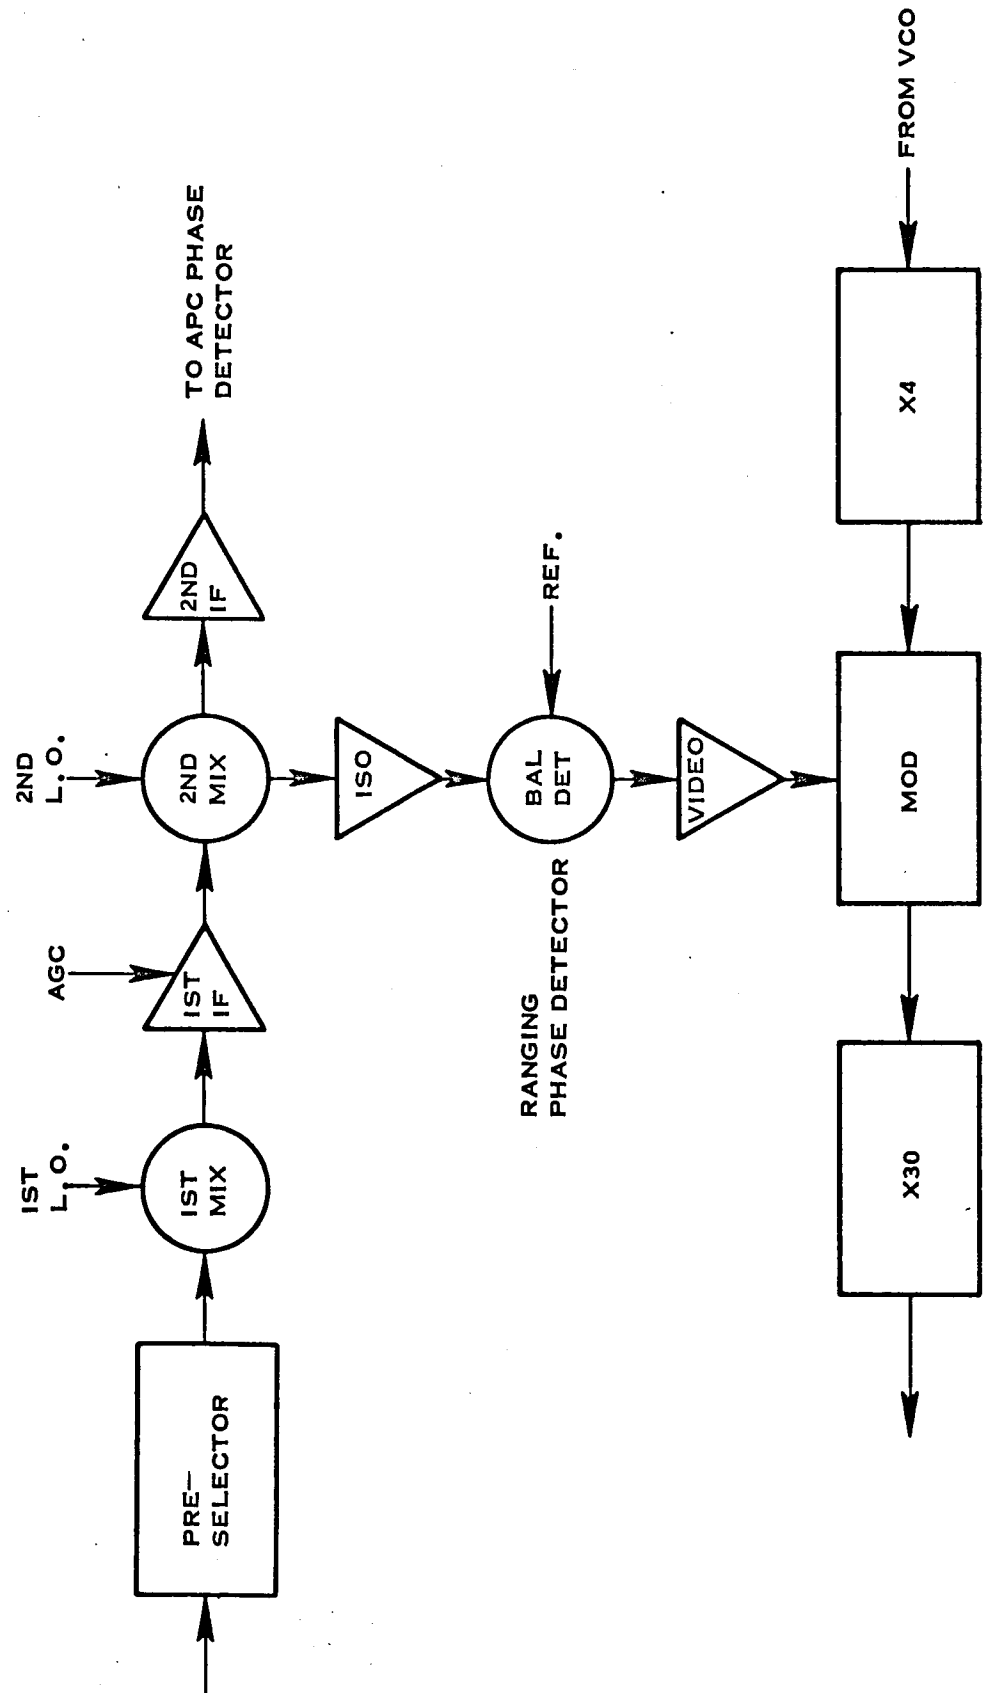 PRE—
SELECTOR
IST
L.O.
IST
MIX
AGC
IST
IF
2ND
L.O.
2ND
MIX
2ND
IF
TO APC PHASE
DETECTOR
ISO
RANGING
PHASE DETECTOR
BAL
DET
REF.
VIDEO
X30
MOD
X4
FROM VCO